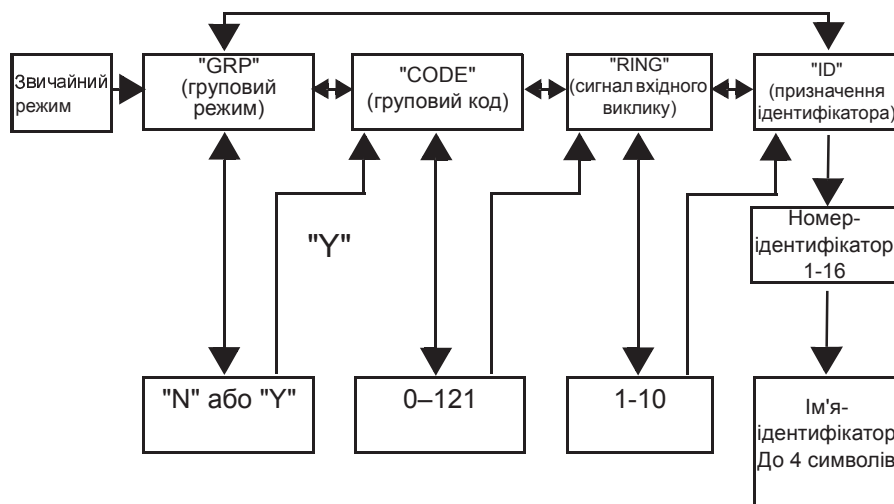 Звичайний
режим
"GRP"
(груповий
режим)
"CODE"
(груповий код)
"RING"
(сигнал вхідного
виклику)
"ID"
(призначення
ідентифікатора)
Номер-
ідентифікатор
1-16
"Y"
"N" або "Y"
0–121
1-10
Ім'я-
ідентифікатор
До 4 символів